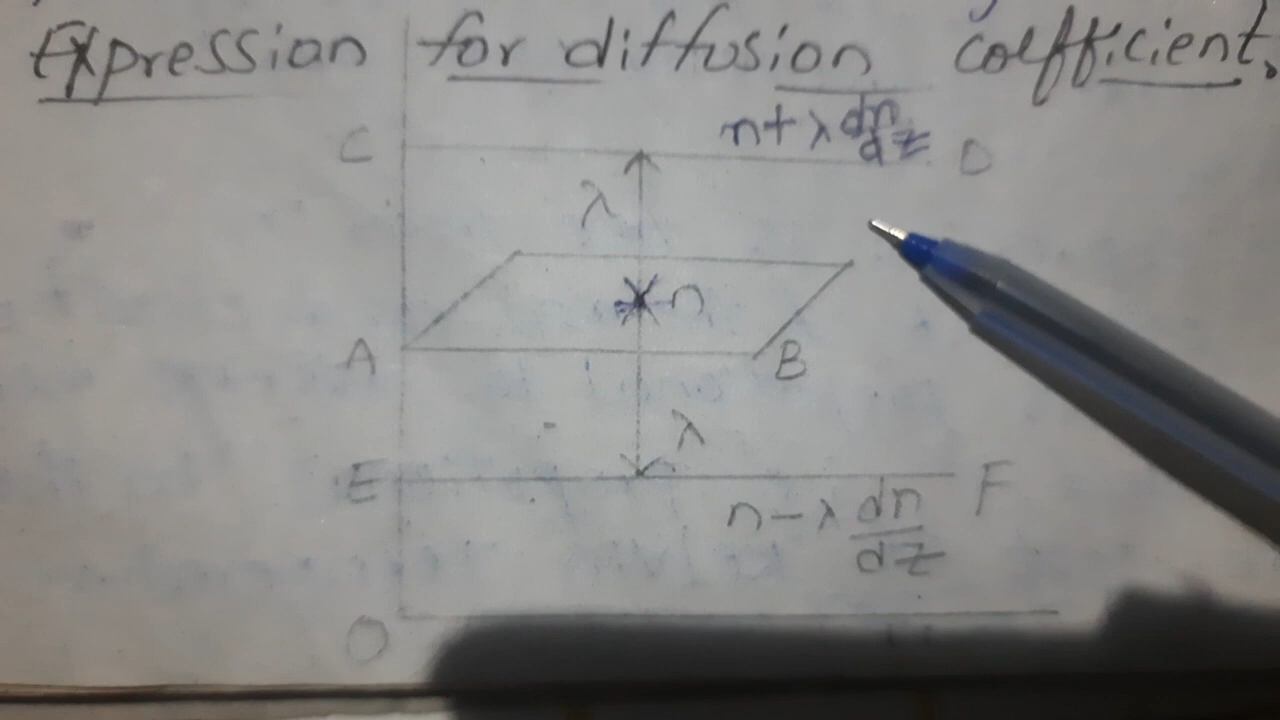 Expression for diffusion coefficient.
n+λ dn/dz
C D
λ
n
A B
λ
E F
n-λ dn/dz
O